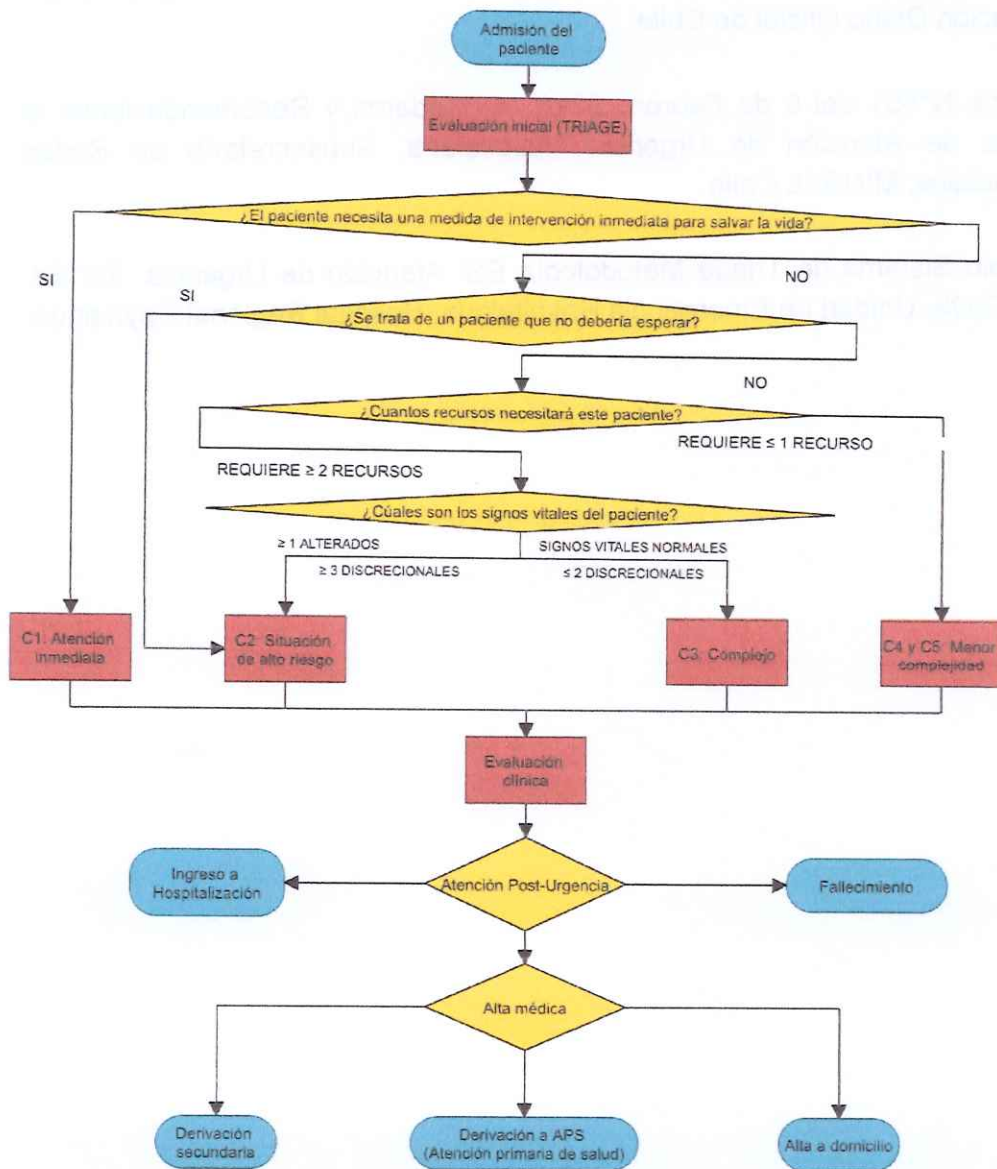 Admisión del
paciente
Evaluación inicial (TRIAGE)
¿El paciente necesita una medida de intervención inmediata para salvar la vida?
SI
NO
SI
¿Se trata de un paciente que no debería esperar?
NO
¿Cuantos recursos necesitará este paciente?
REQUIERE ≤ 1 RECURSO
REQUIERE ≥ 2 RECURSOS
¿Cúales son los signos vitales del paciente?
≥ 1 ALTERADOS
SIGNOS VITALES NORMALES
≥ 3 DISCRECIONALES
≤ 2 DISCRECIONALES
C1: Atención
inmediata
C2: Situación
de alto riesgo
C3: Complejo
C4 y C5: Menor
complejidad
Evaluación
clínica
Ingreso a
Hospitalización
Atención Post-Urgencia
Fallecimiento
Alta médica
Derivación
secundaria
Derivación a APS
(Atención primaria de salud)
Alta a domicilio